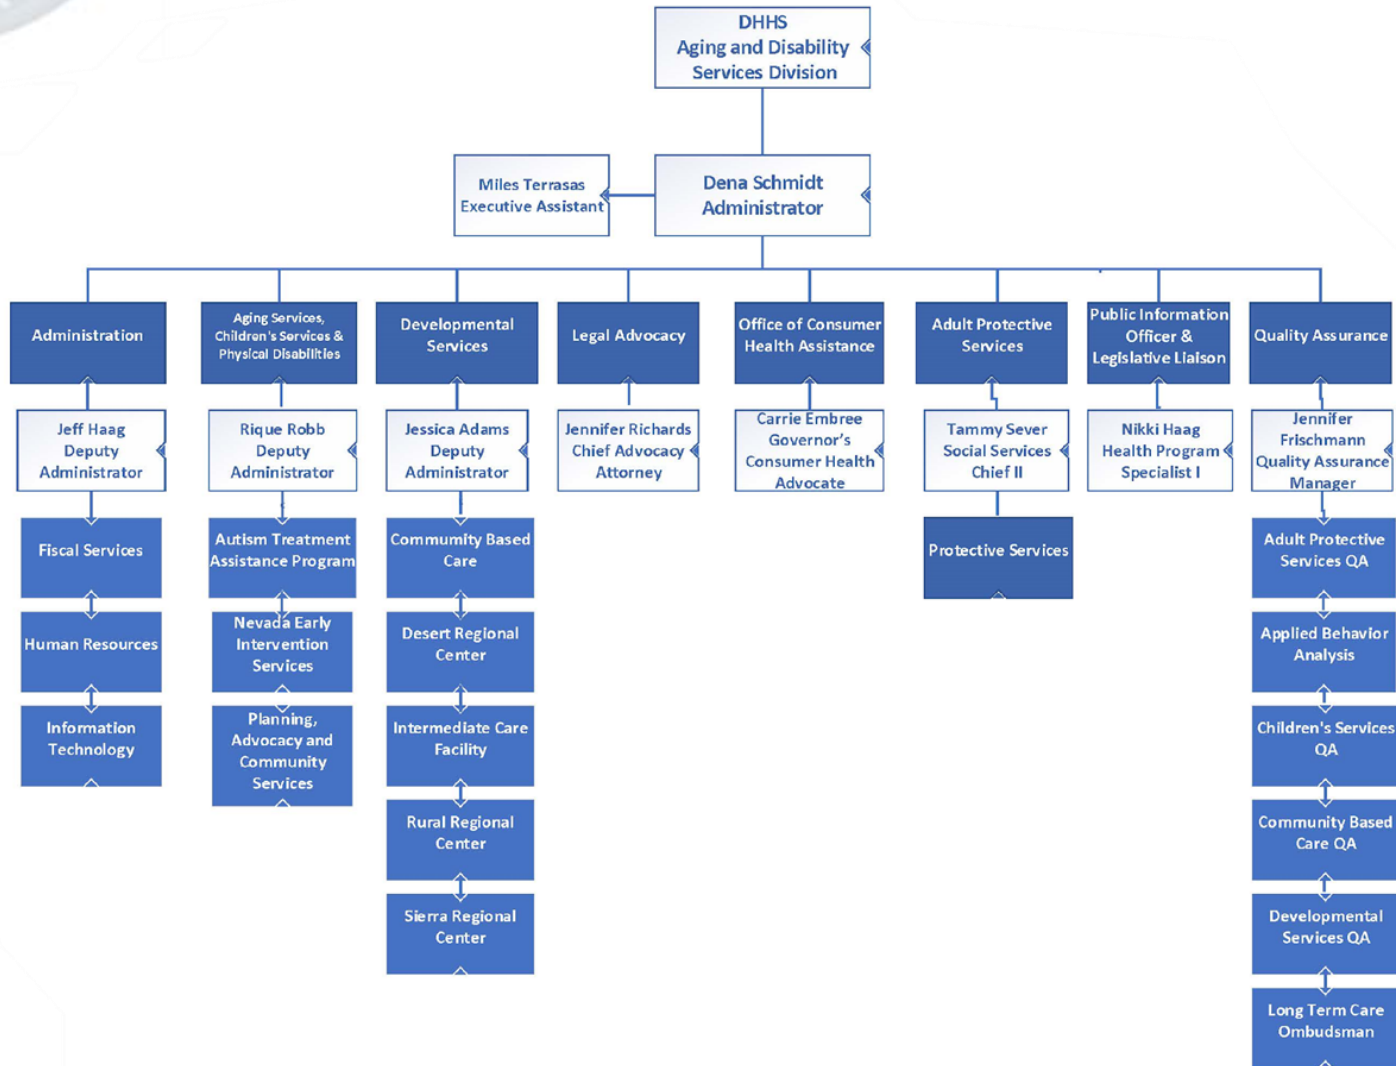 DHHS
Aging and Disability
Services Division
Miles Terrasas
Executive Assistant
Dena Schmidt
Administrator
Administration
Aging Services,
Children's Services &
Physical Disabilities
Developmental
Services
Legal Advocacy
Office of Consumer
Health Assistance
Adult Protective
Services
Public Information
Officer &
Legislative Liaison
Quality Assurance
Jeff Haag
Deputy
Administrator
Rique Robb
Deputy
Administrator
Jessica Adams
Deputy
Administrator
Jennifer Richards
Chief Advocacy
Attorney
Carrie Embree
Governor's
Consumer Health
Advocate
Tammy Sever
Social Services
Chief II
Nikki Haag
Health Program
Specialist I
Jennifer
Frischmann
Quality Assurance
Manager
Fiscal Services
Human Resources
Information
Technology
Autism Treatment
Assistance Program
Nevada Early
Intervention
Services
Planning,
Advocacy and
Community
Services
Community Based
Care
Desert Regional
Center
Intermediate Care
Facility
Rural Regional
Center
Sierra Regional
Center
Protective Services
Adult Protective
Services QA
Applied Behavior
Analysis
Children's Services
QA
Community Based
Care QA
Developmental
Services QA
Long Term Care
Ombudsman